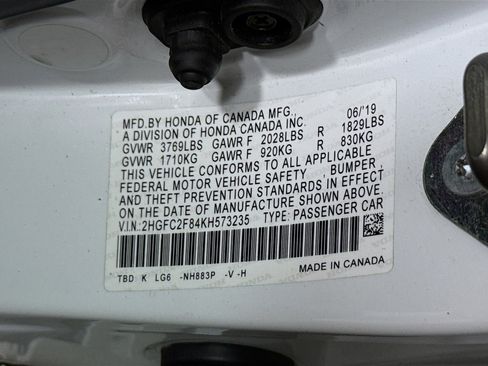 MFD.BY HONDA OF CANADA MFG., 06/'19
A DIVISION OF HONDA CANADA INC.
GVWR 3769LBS GAWR F 2028LBS R 1829LBS
GVWR 1710KG GAWR F 920KG R 830KG
THIS VEHICLE CONFORMS TO ALL APPLICABLE
FEDERAL MOTOR VEHICLE SAFETY , BUMPER ,
AND THEFT PREVENTION STANDARDS IN EFFECT
ON THE DATE OF MANUFACTURE SHOWN ABOVE.
V.I.N.:2HGFC2F84KH573235 TYPE: PASSENGER CAR
TBD K LG6 -NH883P -V -H MADE IN CANADA